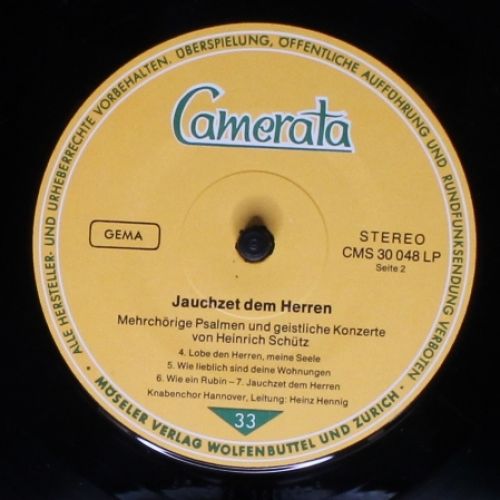 ALLE HERSTELLER- UND URHEBERRECHTE VORBEHALTEN. ÜBERSPIELUNG, ÖFFENTLICHE AUFFÜHRUNG UND RUNDFUNKSENDUNG VERBOTEN
Camerata
GEMA
STEREO
CMS 30 048 LP
Seite 2
Jauchzet dem Herren
Mehrchörige Psalmen und geistliche Konzerte
von Heinrich Schütz
4. Lobe den Herren, meine Seele
5. Wie lieblich sind deine Wohnungen
6. Wie ein Rubin – 7. Jauchzet dem Herren
Knabenchor Hannover, Leitung: Heinz Hennig
33
MÖSELER VERLAG WOLFENBÜTTEL UND ZÜRICH